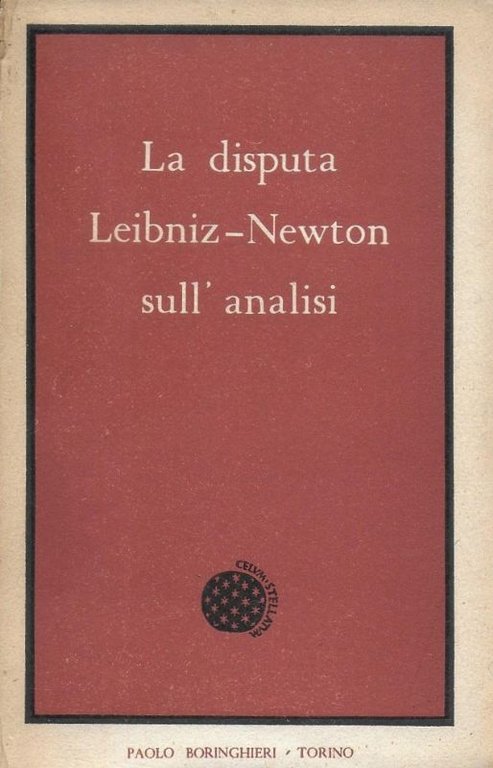 La disputa
Leibniz–Newton
sull' analisi
CELVM·STELLATVM
PAOLO BORINGHIERI · TORINO